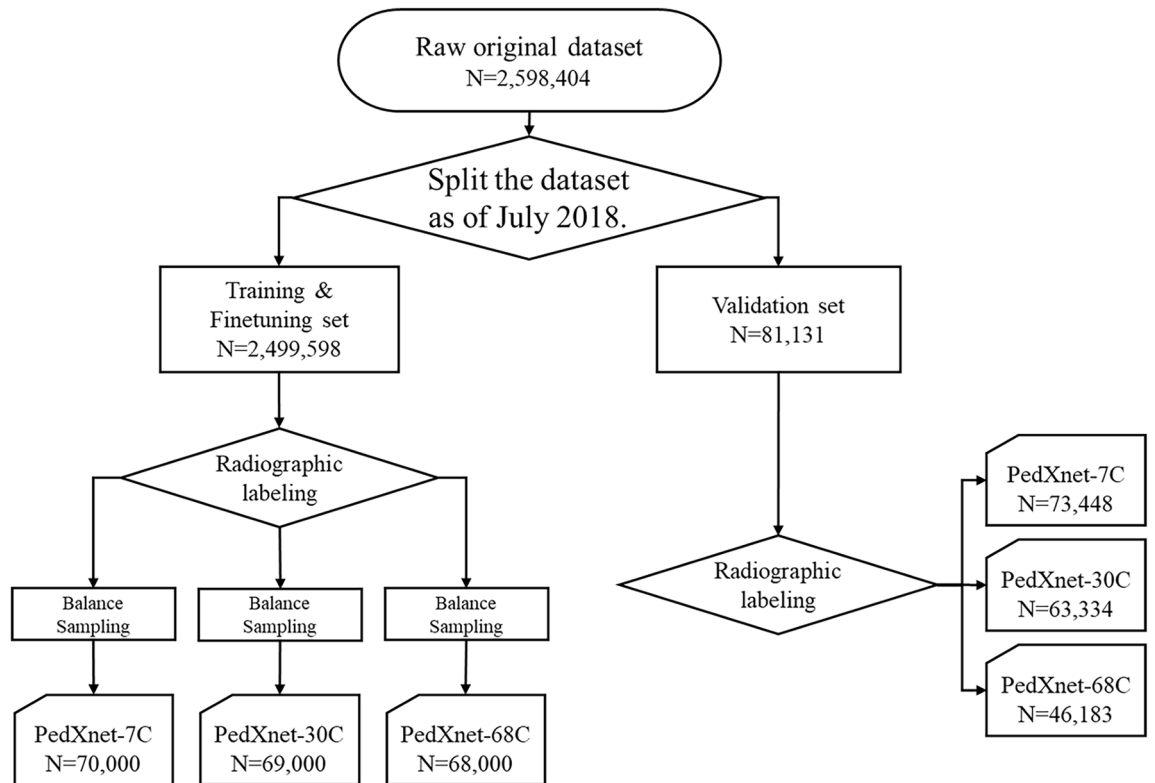 Raw original dataset
N=2,598,404
Split the dataset
as of July 2018.
Training &
Finetuning set
N=2,499,598
Validation set
N=81,131
Radiographic
labeling
Balance
Sampling
Balance
Sampling
Balance
Sampling
PedXnet-7C
N=70,000
PedXnet-30C
N=69,000
PedXnet-68C
N=68,000
Radiographic
labeling
PedXnet-7C
N=73,448
PedXnet-30C
N=63,334
PedXnet-68C
N=46,183